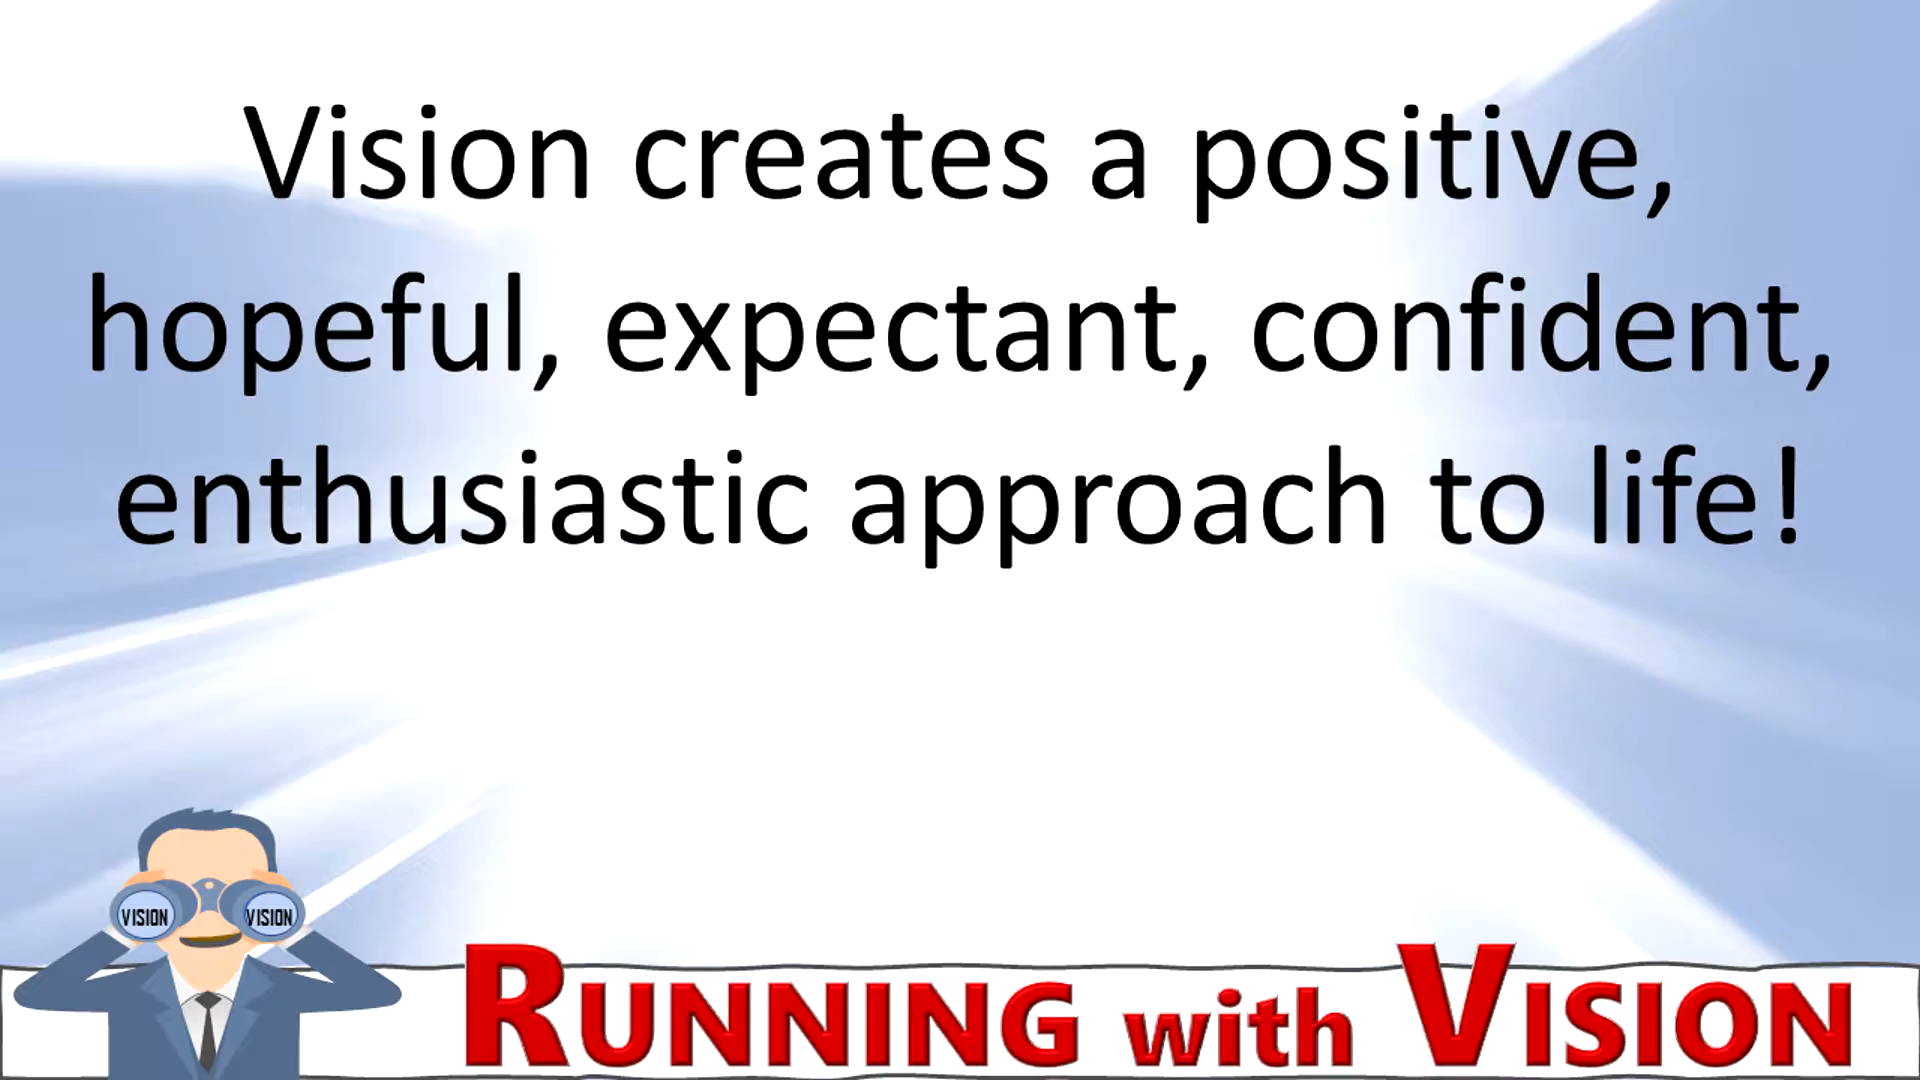 Vision creates a positive,
hopeful, expectant, confident,
enthusiastic approach to life!
VISION VISION
RUNNING with VISION